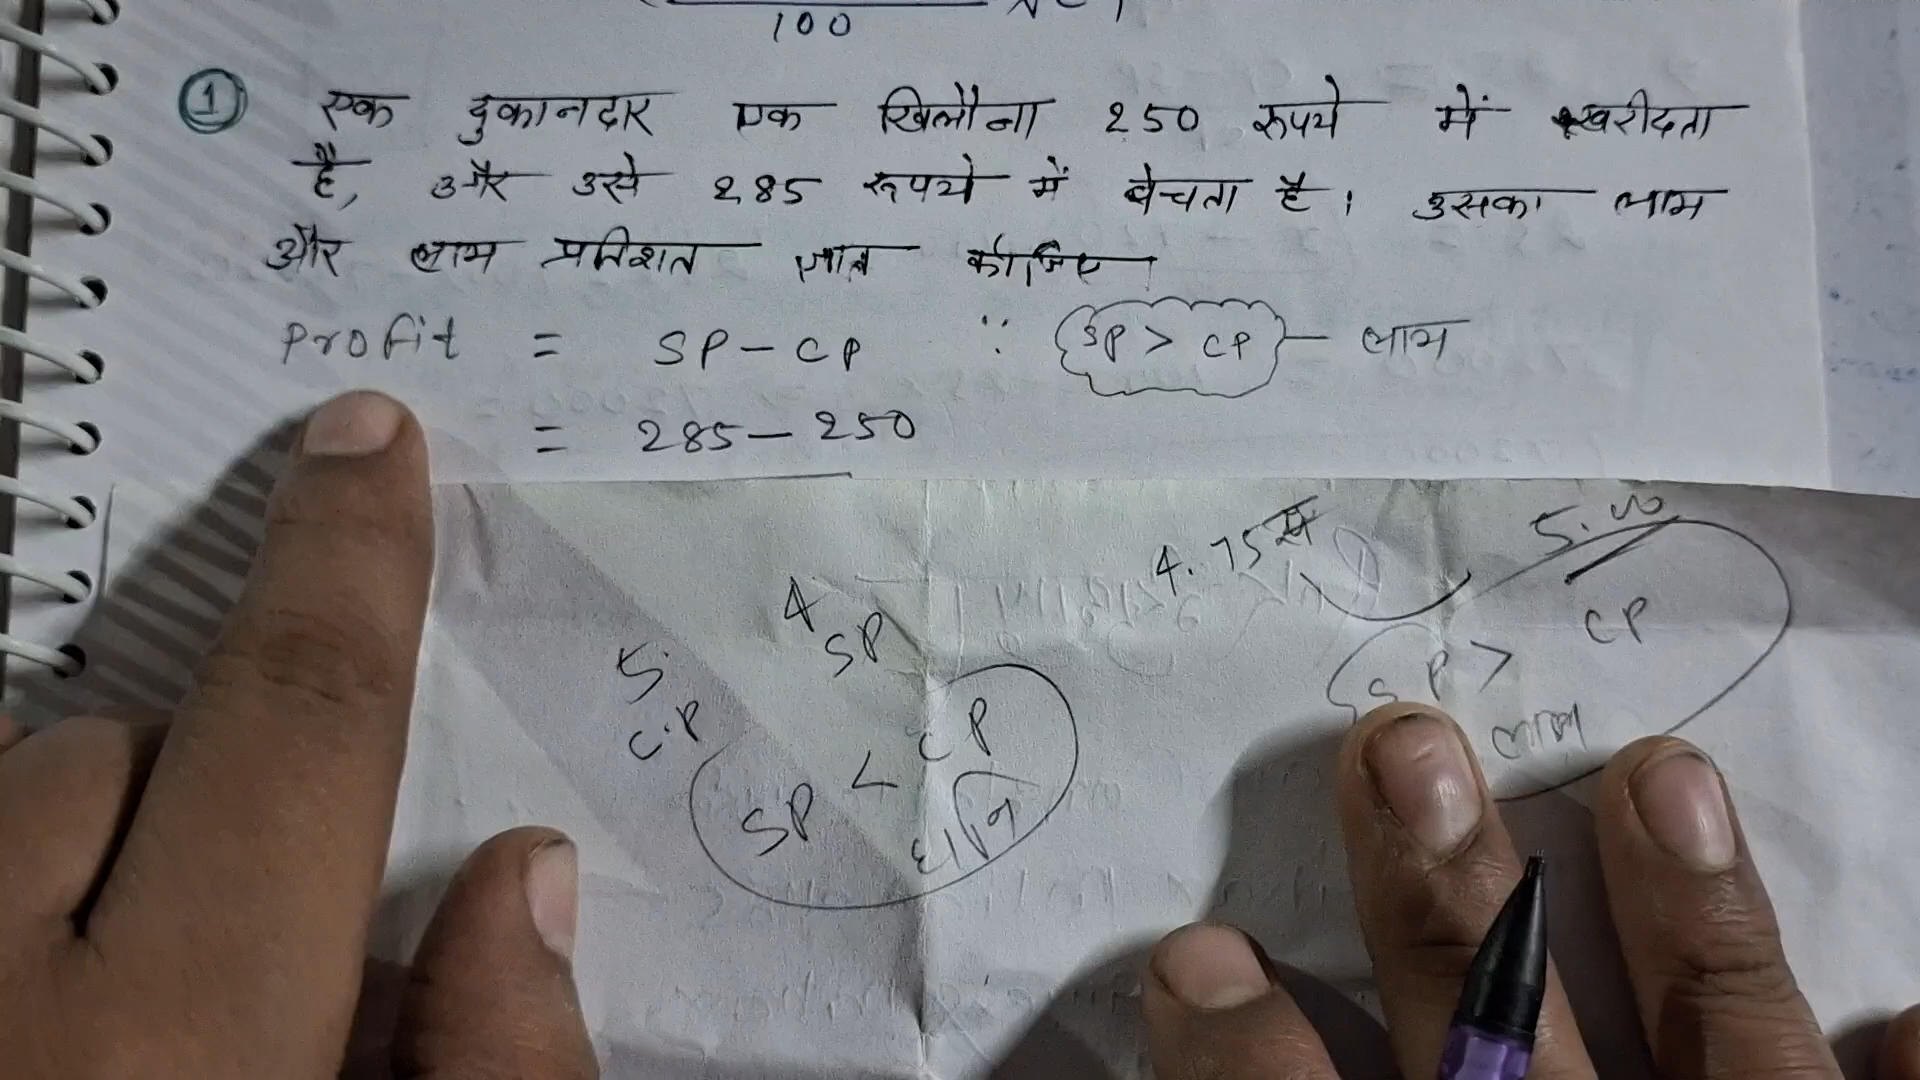 100
① एक दुकानदार एक खिलौना 250 रुपये में खरीदता
है, और उसे 285 रुपये में बेचता है। उसका लाभ
और लाभ प्रतिशत ज्ञात कीजिए
Profit = SP - CP ∵ SP > CP - लाभ
= 285 - 250
4.75 में 5.00
4 SP
5 C.P
SP > CP
लाभ
SP < CP
हानि